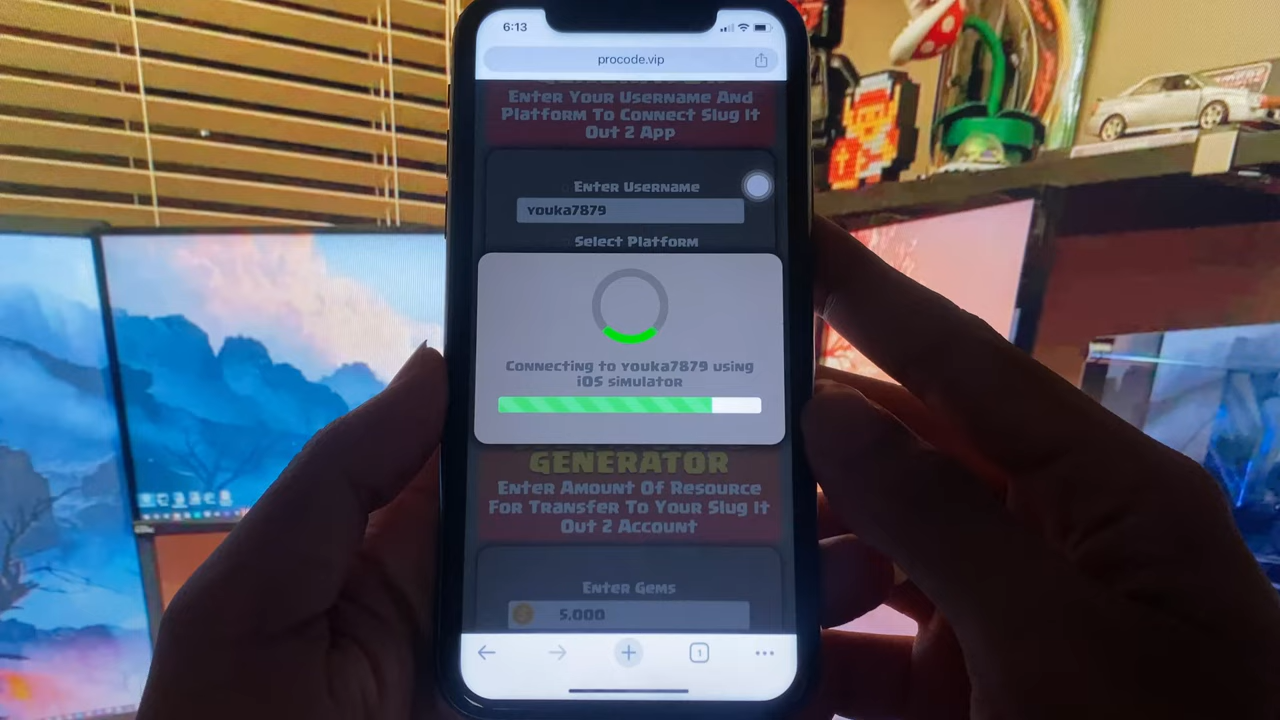 6:13
procode.vip
Enter Your Username And
Platform To Connect Slug It
Out 2 App
Enter Username
youka7879
Select Platform
Connecting to youka7879 using
iOS simulator
GENERATOR
Enter Amount Of Resource
For Transfer To Your Slug It
Out 2 Account
Enter Gems
5,000
1